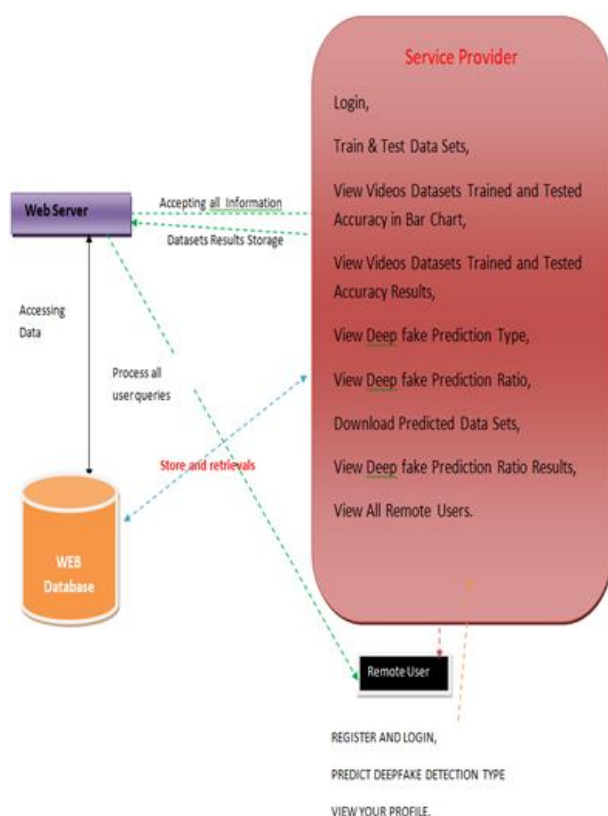 Service Provider
Login,
Train & Test Data Sets,
View Videos Datasets Trained and Tested
Accuracy in Bar Chart,
View Videos Datasets Trained and Tested
Accuracy Results,
View Deep fake Prediction Type,
View Deep fake Prediction Ratio,
Download Predicted Data Sets,
View Deep fake Prediction Ratio Results,
View All Remote Users.
Web Server
Accepting all Information
Datasets Results Storage
Accessing
Data
Process all
user queries
Store and retrievals
WEB
Database
Remote User
REGISTER AND LOGIN,
PREDICT DEEPFAKE DETECTION TYPE
VIEW YOUR PROFILE.